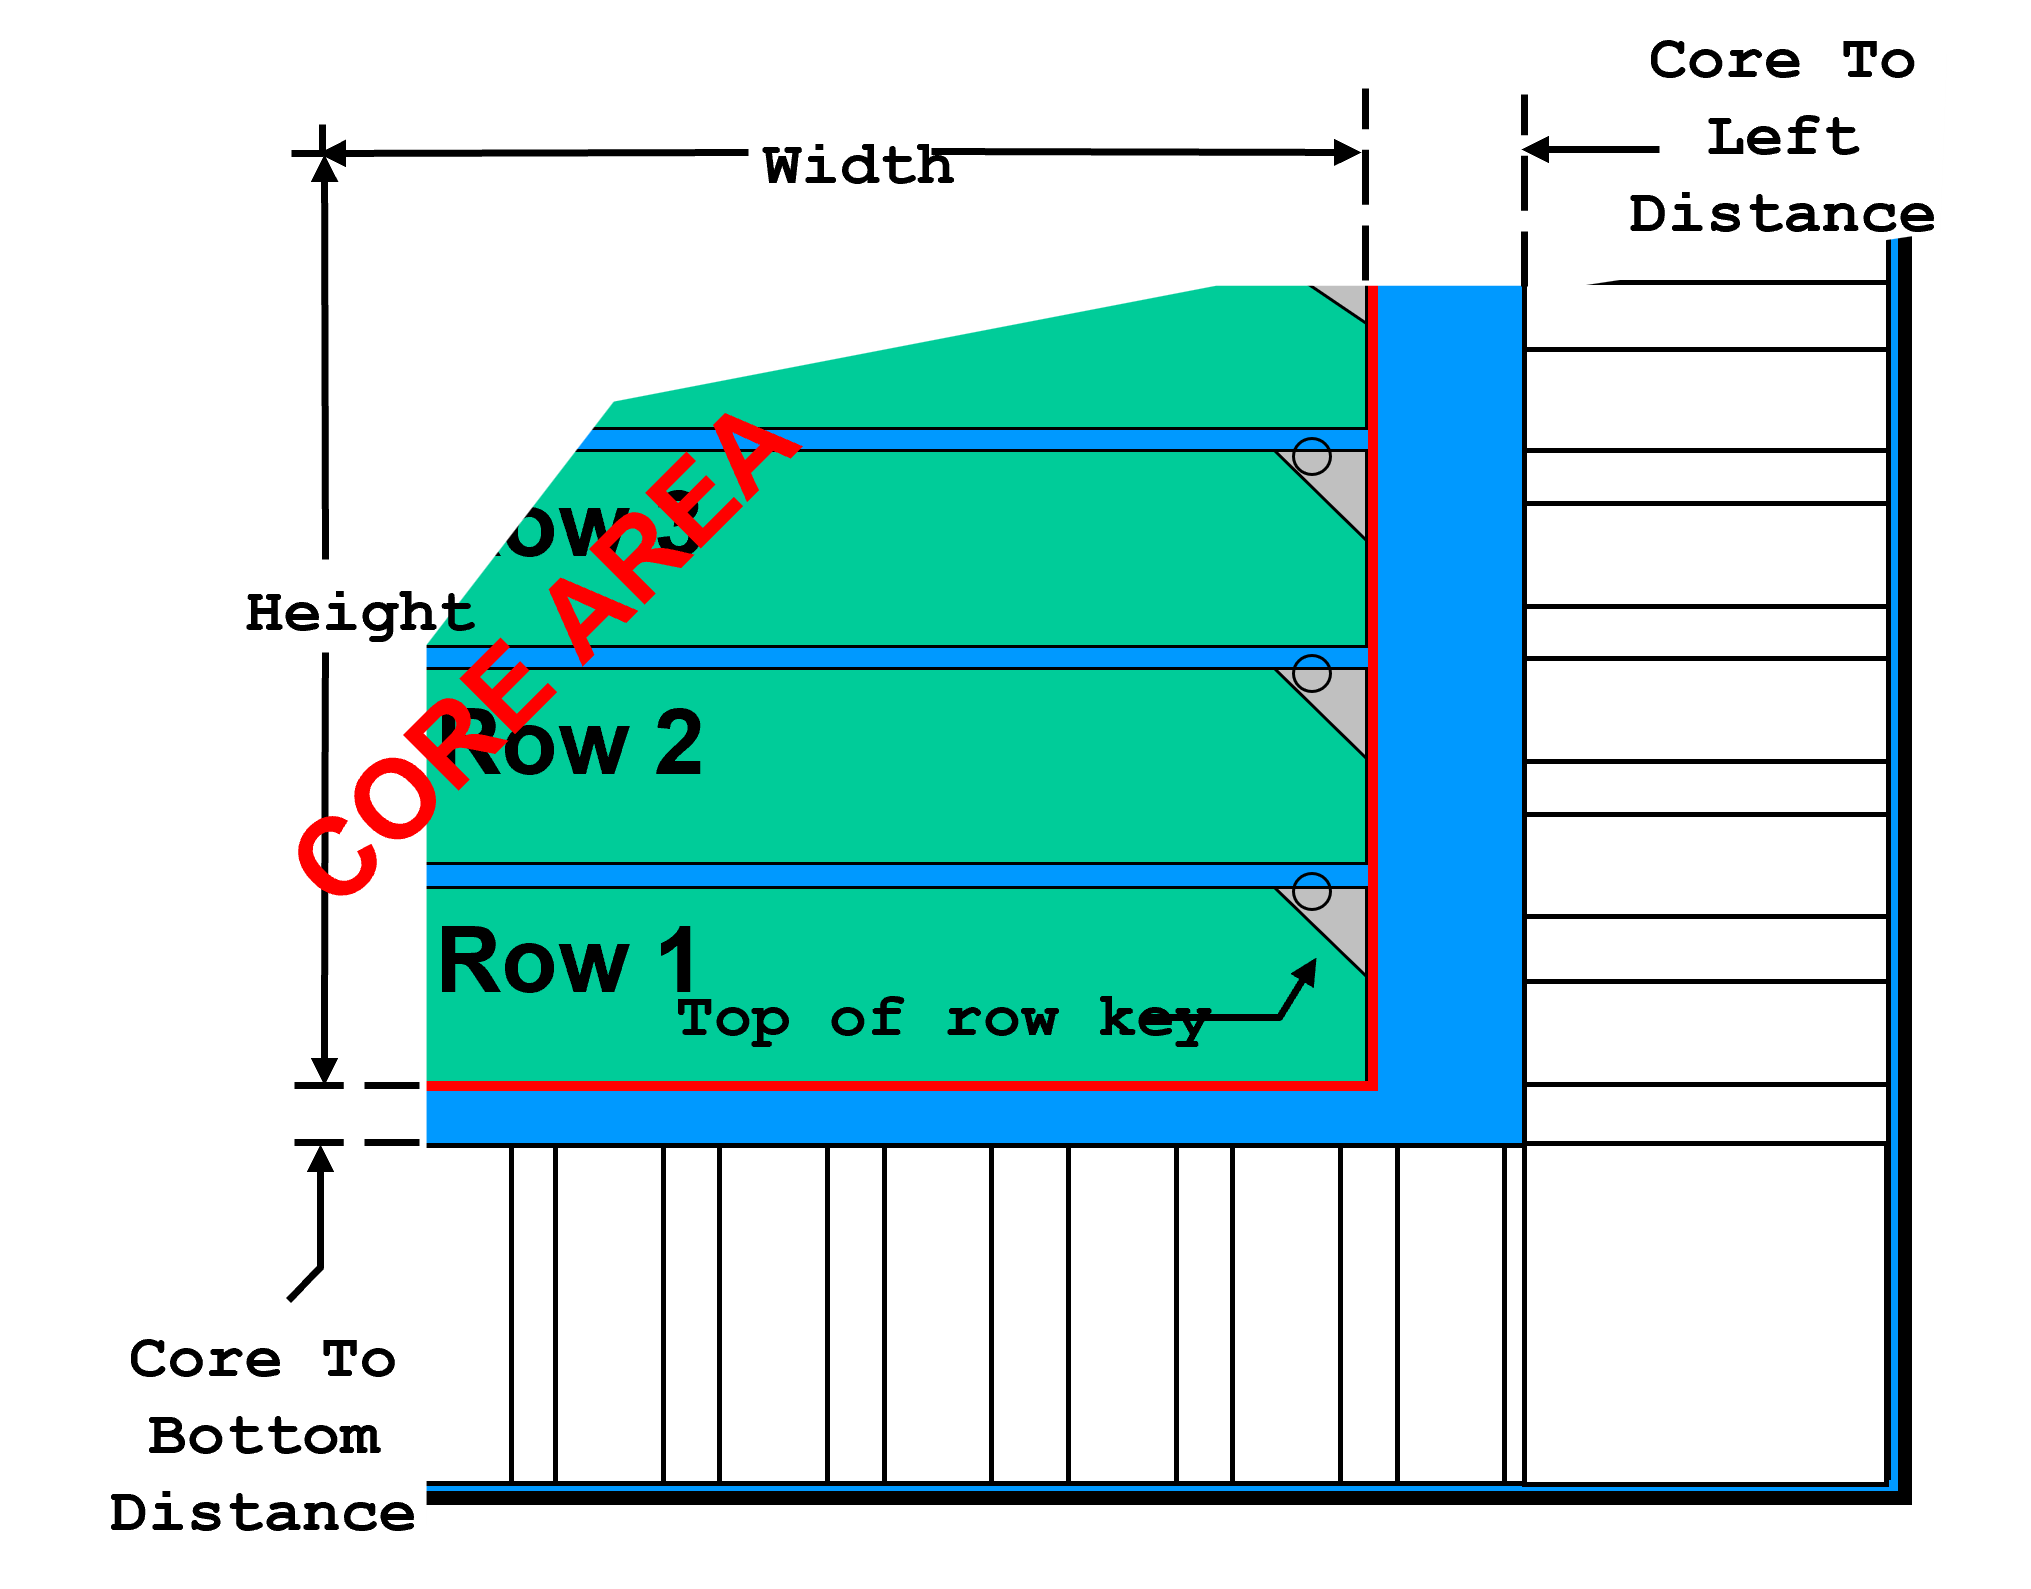 Core To
Left
Distance
Width
Height
CORE AREA
ow 3
Row 2
Row 1
Top of row key
Core To
Bottom
Distance